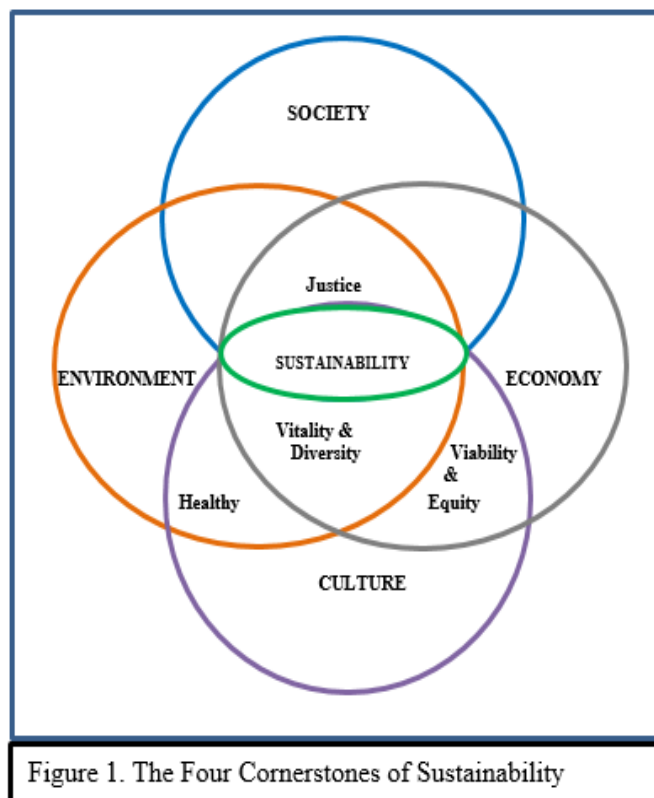 SOCIETY
Justice
SUSTAINABILITY
ENVIRONMENT
ECONOMY
Vitality &
Diversity
Viability
&
Equity
Healthy
CULTURE
Figure 1. The Four Cornerstones of Sustainability